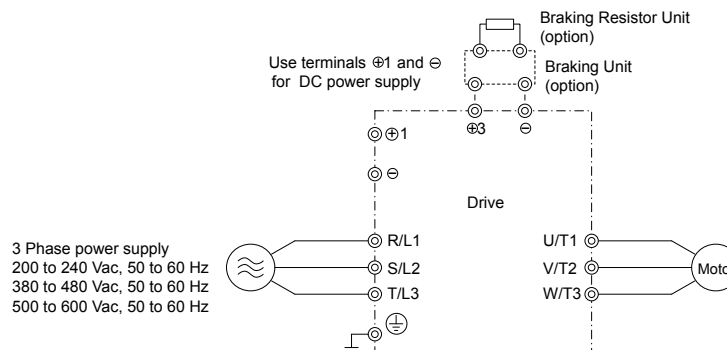 Braking Resistor Unit
(option)
Use terminals ⊕1 and ⊖
for DC power supply
Braking Unit
(option)
⊕3
⊖
⊕1
⊖
Drive
3 Phase power supply
200 to 240 Vac, 50 to 60 Hz
380 to 480 Vac, 50 to 60 Hz
500 to 600 Vac, 50 to 60 Hz
R/L1
S/L2
T/L3
U/T1
V/T2
W/T3
Moto